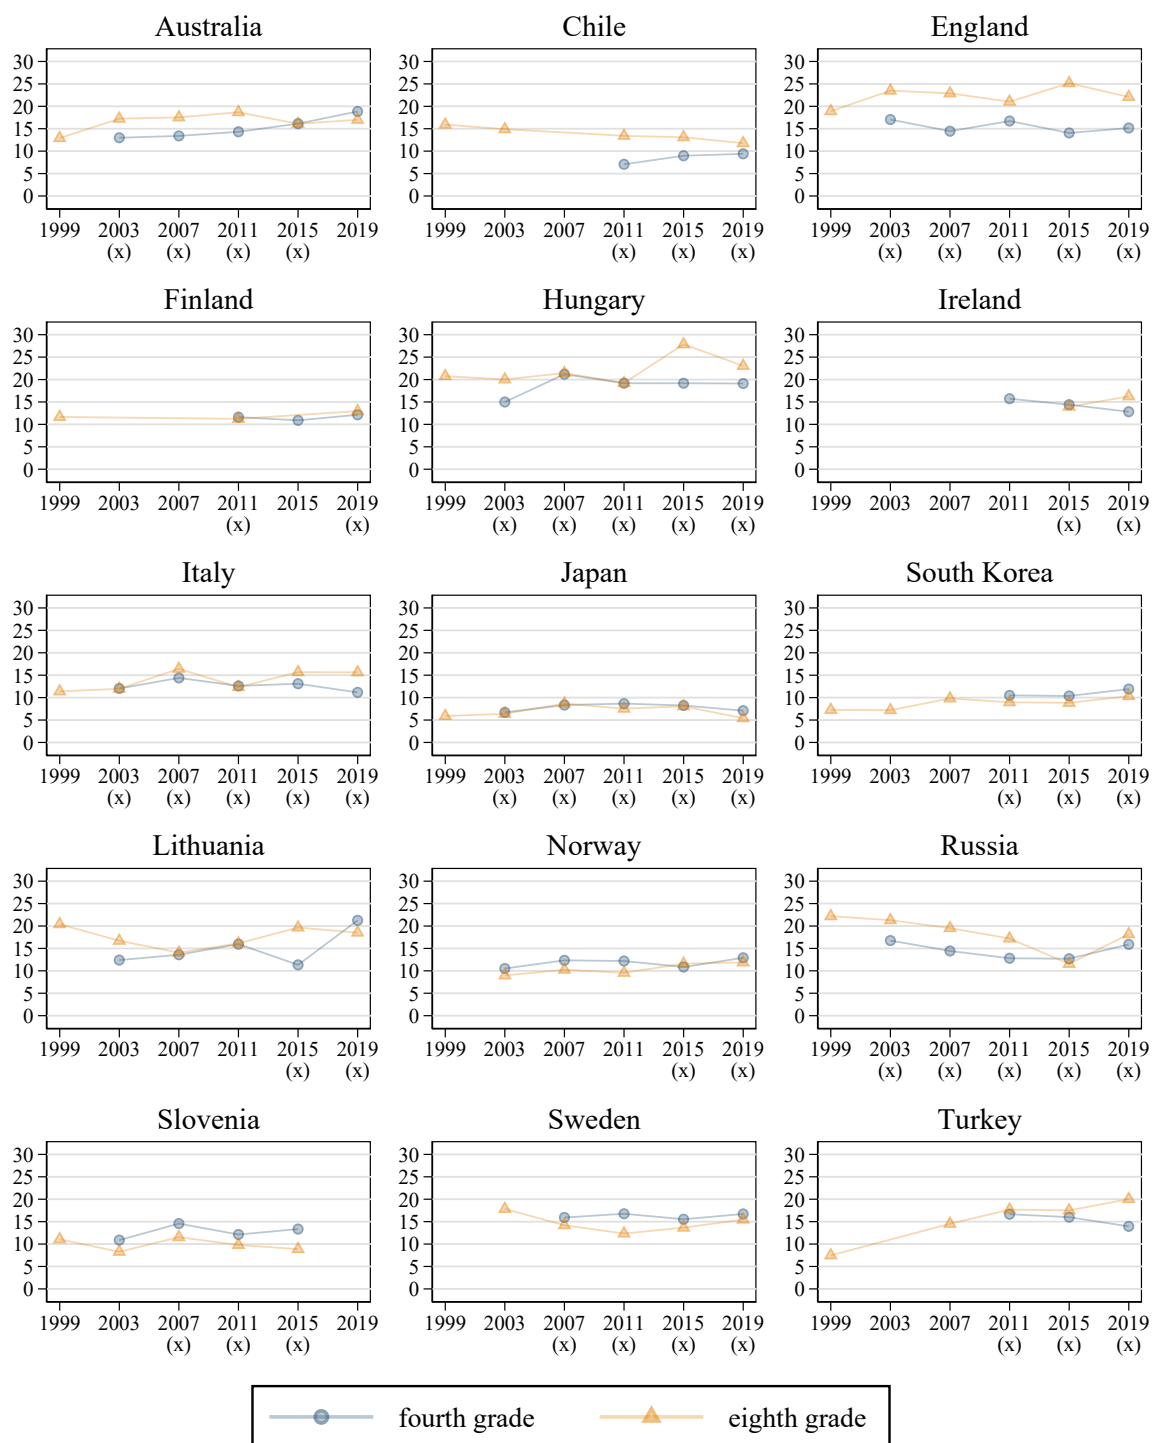 Australia Chile England
30 30 30
25 25 25
20 20 20
15 15 15
10 10 10
5 5 5
0 0 0
1999 2003 2007 2011 2015 2019 1999 2003 2007 2011 2015 2019 1999 2003 2007 2011 2015 2019
(x) (x) (x) (x) (x) (x) (x) (x) (x) (x) (x) (x)
Finland Hungary Ireland
30 30 30
25 25 25
20 20 20
15 15 15
10 10 10
5 5 5
0 0 0
1999 2003 2007 2011 2015 2019 1999 2003 2007 2011 2015 2019 1999 2003 2007 2011 2015 2019
(x) (x) (x) (x) (x) (x) (x) (x) (x)
Italy Japan South Korea
30 30 30
25 25 25
20 20 20
15 15 15
10 10 10
5 5 5
0 0 0
1999 2003 2007 2011 2015 2019 1999 2003 2007 2011 2015 2019 1999 2003 2007 2011 2015 2019
(x) (x) (x) (x) (x) (x) (x) (x) (x) (x) (x) (x) (x)
Lithuania Norway Russia
30 30 30
25 25 25
20 20 20
15 15 15
10 10 10
5 5 5
0 0 0
1999 2003 2007 2011 2015 2019 1999 2003 2007 2011 2015 2019 1999 2003 2007 2011 2015 2019
(x) (x) (x) (x) (x) (x) (x) (x) (x)
Slovenia Sweden Turkey
30 30 30
25 25 25
20 20 20
15 15 15
10 10 10
5 5 5
0 0 0
1999 2003 2007 2011 2015 2019 1999 2003 2007 2011 2015 2019 1999 2003 2007 2011 2015 2019
(x) (x) (x) (x) (x) (x) (x) (x) (x) (x)
fourth grade eighth grade